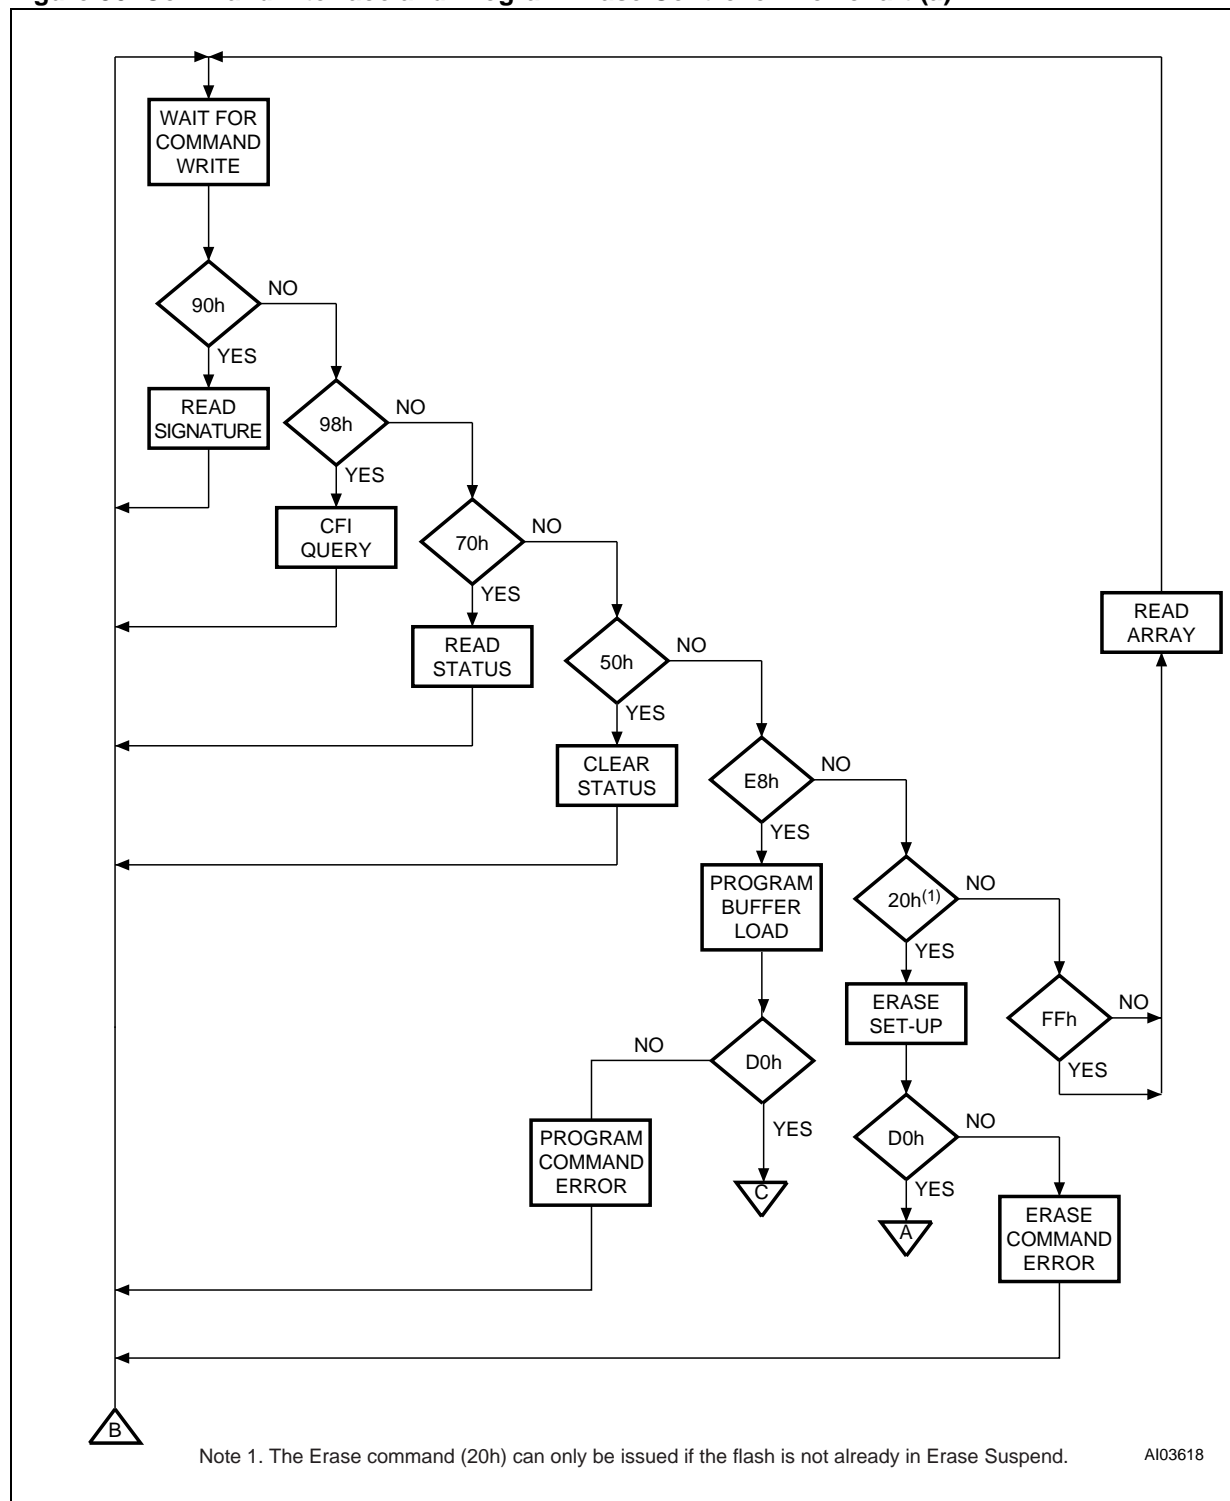 WAIT FOR
COMMAND
WRITE
90h
NO
YES
READ
SIGNATURE
98h
NO
YES
CFI
QUERY
70h
NO
YES
READ
STATUS
READ
ARRAY
50h
NO
YES
CLEAR
STATUS
E8h
NO
YES
PROGRAM
BUFFER
LOAD
20h(1)
NO
YES
ERASE
SET-UP
FFh
NO
YES
D0h
NO
YES
PROGRAM
COMMAND
ERROR
C
D0h
NO
YES
A
ERASE
COMMAND
ERROR
B
Note 1. The Erase command (20h) can only be issued if the flash is not already in Erase Suspend.
AI03618